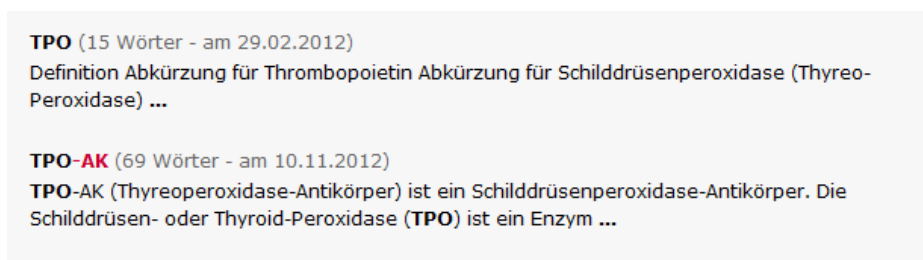 TPO (15 Wörter - am 29.02.2012)
Definition Abkürzung für Thrombopoietin Abkürzung für Schilddrüsenperoxidase (Thyreo-
Peroxidase) ...
TPO-AK (69 Wörter - am 10.11.2012)
TPO-AK (Thyreoperoxidase-Antikörper) ist ein Schilddrüsenperoxidase-Antikörper. Die
Schilddrüsen- oder Thyroid-Peroxidase (TPO) ist ein Enzym ...